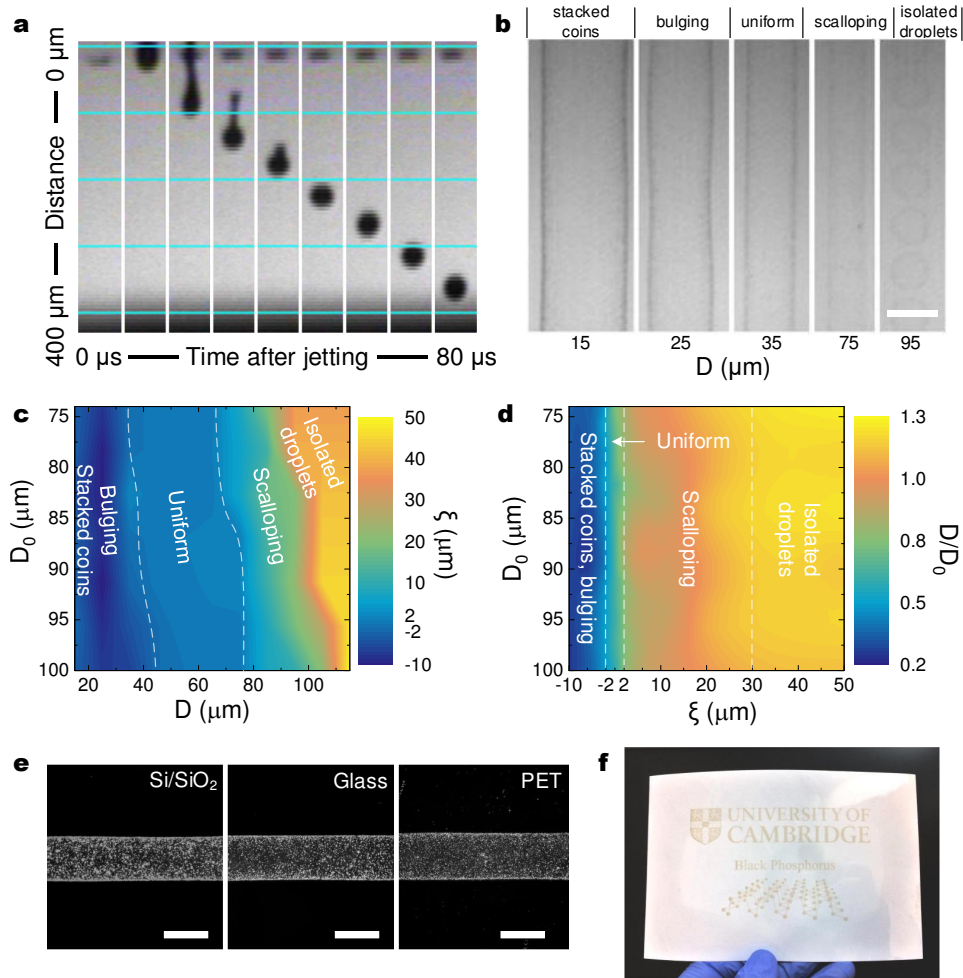 a
0 µm
Distance
400 µm
0 µs
Time after jetting
80 µs
b
stacked
coins
bulging
uniform
scalloping
isolated
droplets
15
25
35
75
95
D (µm)
c
75
80
85
90
95
100
D₀ (µm)
20
40
60
80
100
D (µm)
Stacked coins
Bulging
Uniform
Scalloping
Isolated
droplets
50
40
30
20
10
2
-2
-10
ξ (µm)
d
75
80
85
90
95
100
D₀ (µm)
-10
-2
2
10
20
30
40
50
ξ (µm)
Stacked coins, bulging
Uniform
Scalloping
Isolated
droplets
1.3
1.0
0.8
0.5
0.2
D/D₀
e
Si/SiO₂
Glass
PET
f
UNIVERSITY OF
CAMBRIDGE
Black Phosphorus